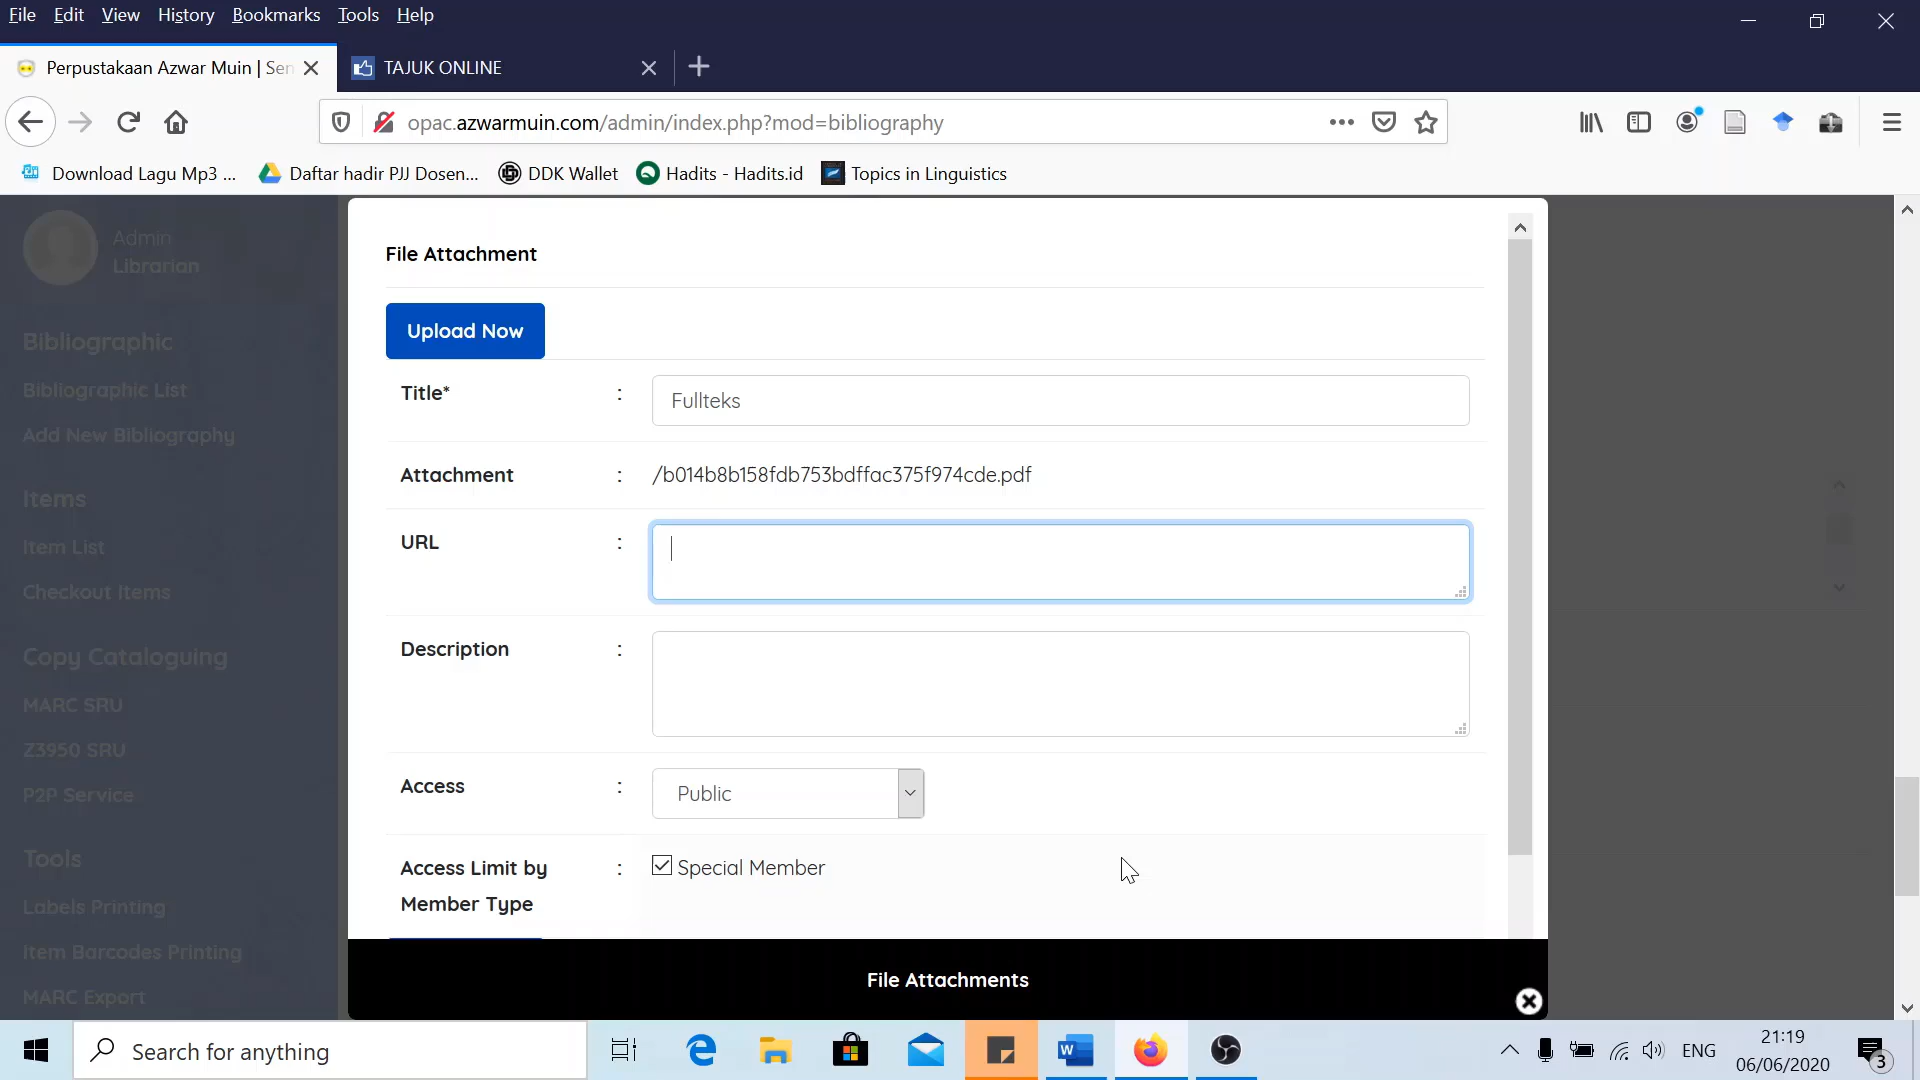 File Edit View History Bookmarks Tools Help
Perpustakaan Azwar Muin | Sen
TAJUK ONLINE
opac.azwarmuin.com/admin/index.php?mod=bibliography
Download Lagu Mp3 ...
Daftar hadir PJJ Dosen...
DDK Wallet
Hadits - Hadits.id
Topics in Linguistics
Admin
Librarian
Bibliographic
Bibliographic List
Add New Bibliography
Items
Item List
Checkout Items
Copy Cataloguing
MARC SRU
Z3950 SRU
P2P Service
Tools
Labels Printing
Item Barcodes Printing
MARC Export
File Attachment
Upload Now
Title* : Fullteks
Attachment : /b014b8b158fdb753bdffac375f974cde.pdf
URL :
Description :
Access : Public
Access Limit by : Special Member
Member Type
File Attachments
Search for anything
ENG
21:19
06/06/2020
3